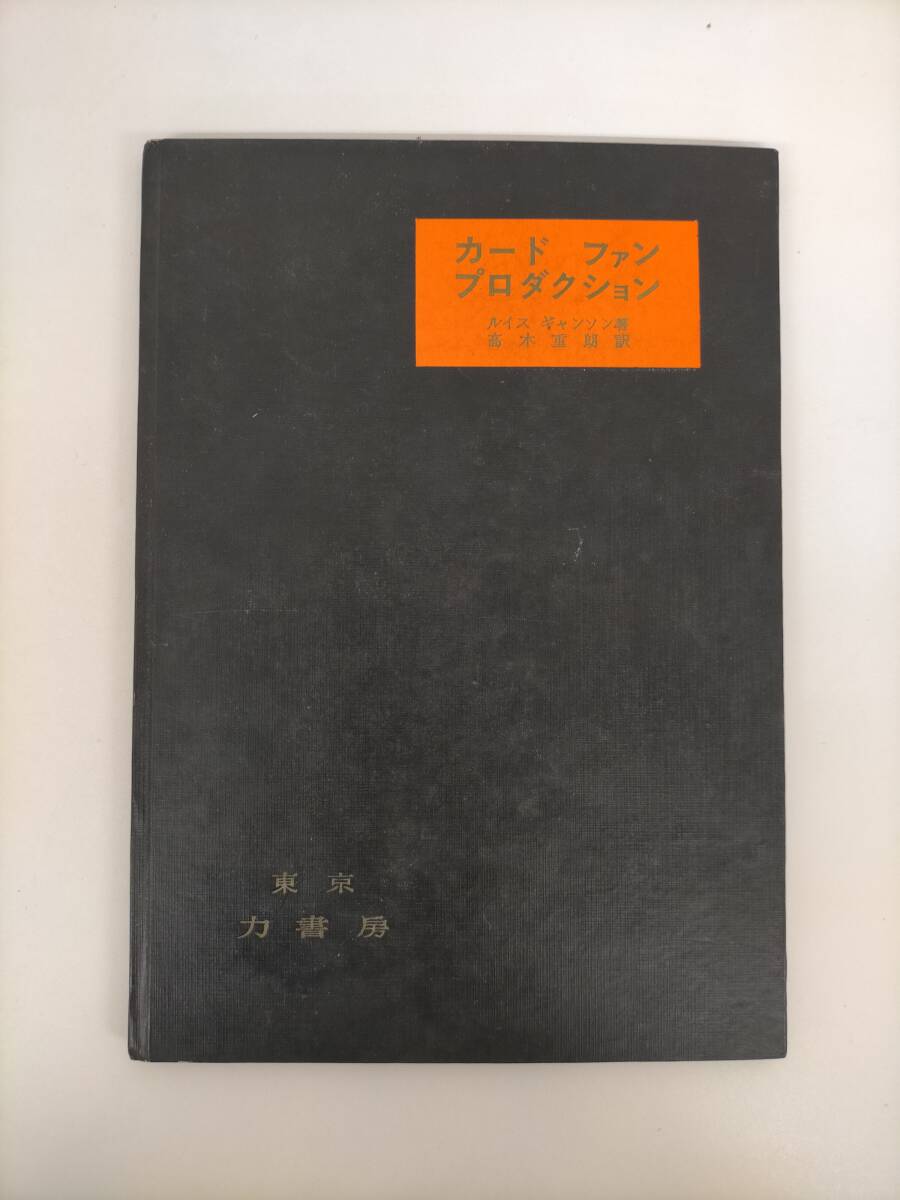 カード ファン
プロダクション
ルイス ギャンソン著
高木重朗訳
東京
力書房